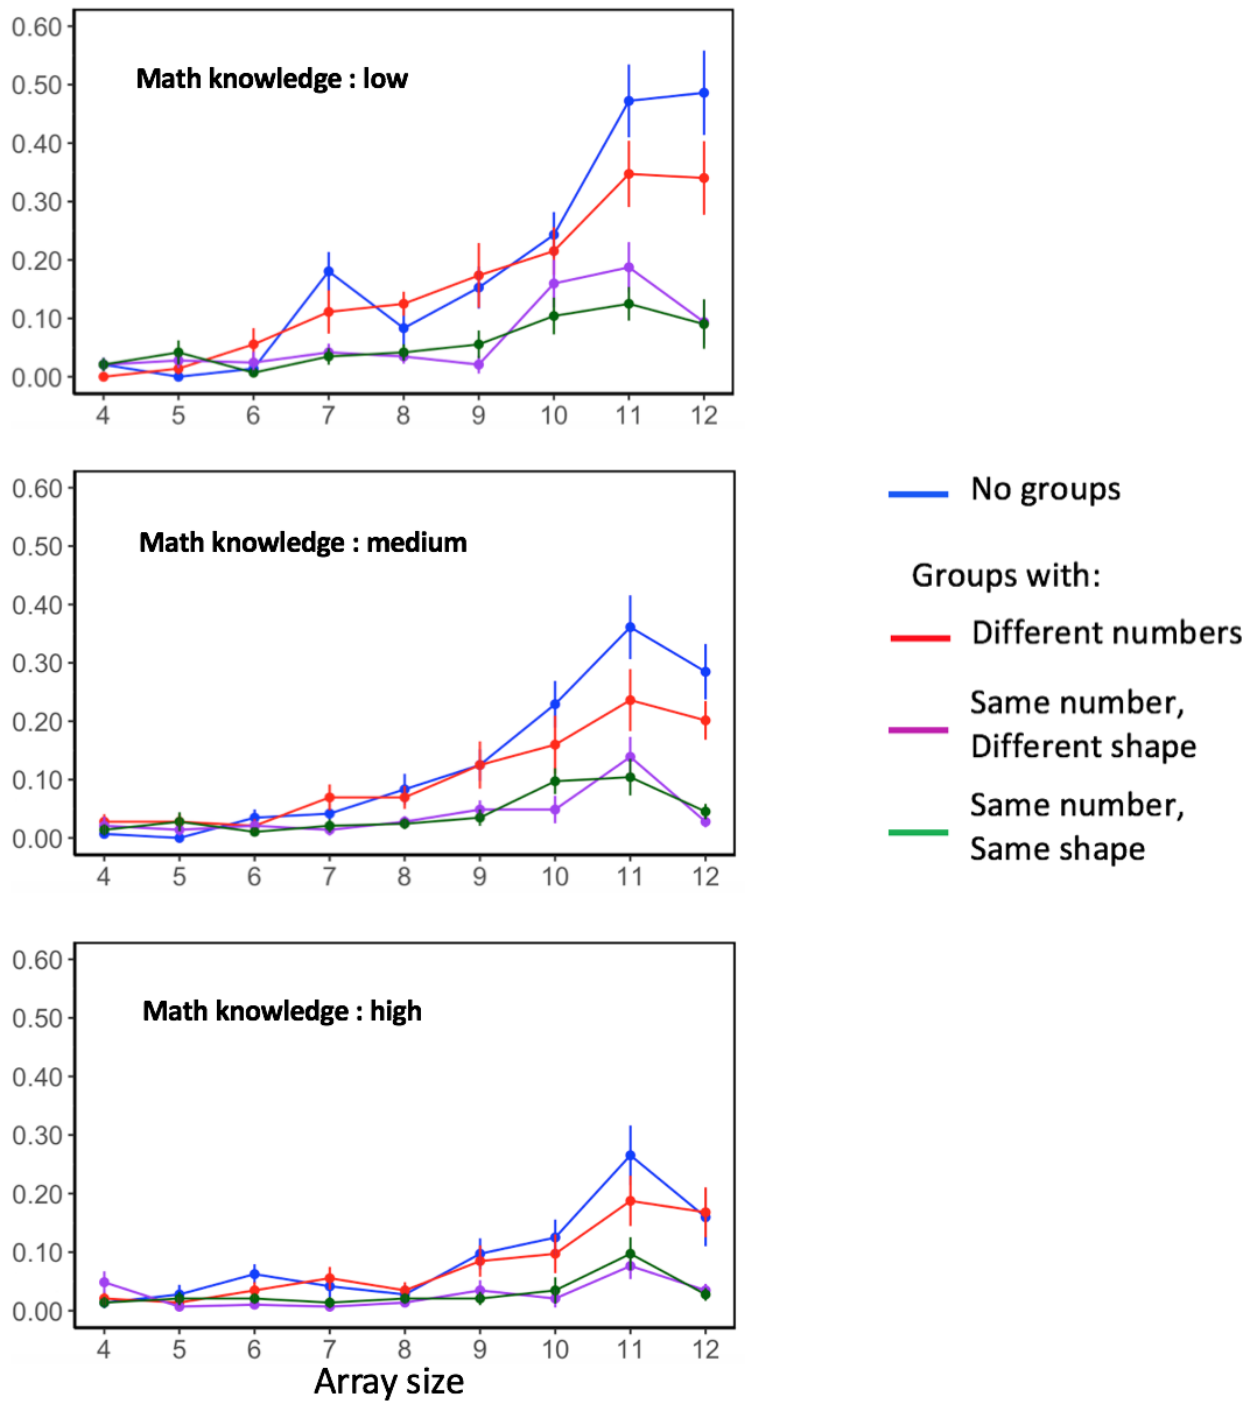 0.60
Math knowledge : low
0.50
0.40
0.30
0.20
0.10
0.00
4 5 6 7 8 9 10 11 12
0.60
0.50
Math knowledge : medium
0.40
0.30
0.20
0.10
0.00
4 5 6 7 8 9 10 11 12
No groups
Groups with:
Different numbers
Same number,
Different shape
Same number,
Same shape
0.60
0.50
Math knowledge : high
0.40
0.30
0.20
0.10
0.00
4 5 6 7 8 9 10 11 12
Array size